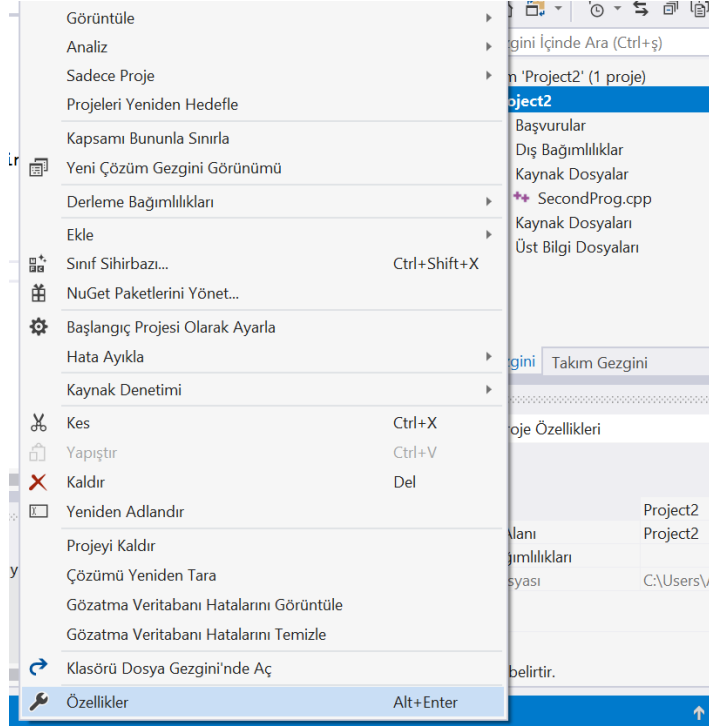 Görüntüle
Analiz
Sadece Proje
Projeleri Yeniden Hedefle
Kapsamı Bununla Sınırla
Yeni Çözüm Gezgini Görünümü
Derleme Bağımlılıkları
Ekle
Sınıf Sihirbazı... Ctrl+Shift+X
NuGet Paketlerini Yönet...
Başlangıç Projesi Olarak Ayarla
Hata Ayıkla
Kaynak Denetimi
Kes Ctrl+X
Yapıştır Ctrl+V
Kaldır Del
Yeniden Adlandır
Projeyi Kaldır
Çözümü Yeniden Tara
Gözatma Veritabanı Hatalarını Görüntüle
Gözatma Veritabanı Hatalarını Temizle
Klasörü Dosya Gezgini'nde Aç
Özellikler Alt+Enter
zgini İçinde Ara (Ctrl+ş)
m 'Project2' (1 proje)
oject2
Başvurular
Dış Bağımlılıklar
Kaynak Dosyalar
SecondProg.cpp
Kaynak Dosyaları
Üst Bilgi Dosyaları
zgini Takım Gezgini
oje Özellikleri
Project2
Alanı Project2
ğımlılıkları
syası C:\Users\
belirtir.